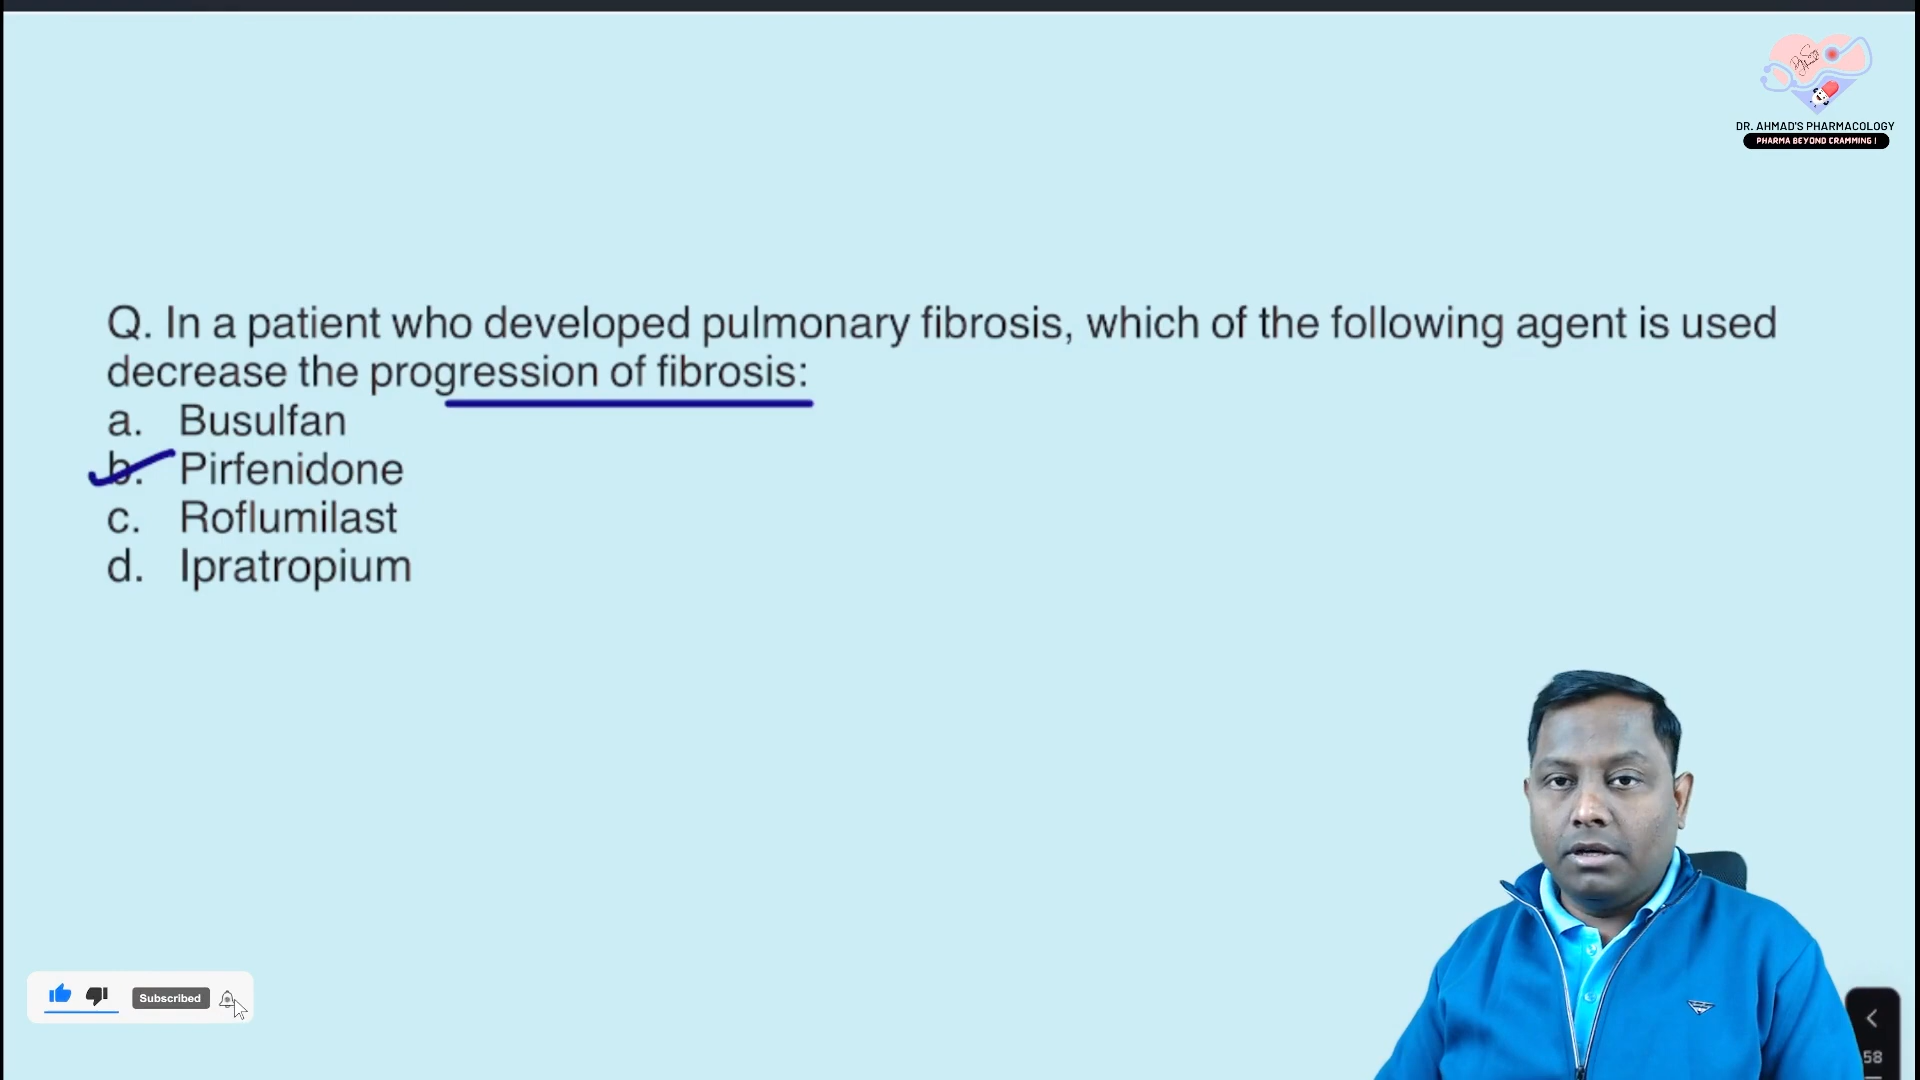 DR. AHMAD'S PHARMACOLOGY
PHARMA BEYOND CRAMMING !
Q. In a patient who developed pulmonary fibrosis, which of the following agent is used
decrease the progression of fibrosis:
a. Busulfan
b. Pirfenidone
c. Roflumilast
d. Ipratropium
Subscribed
58